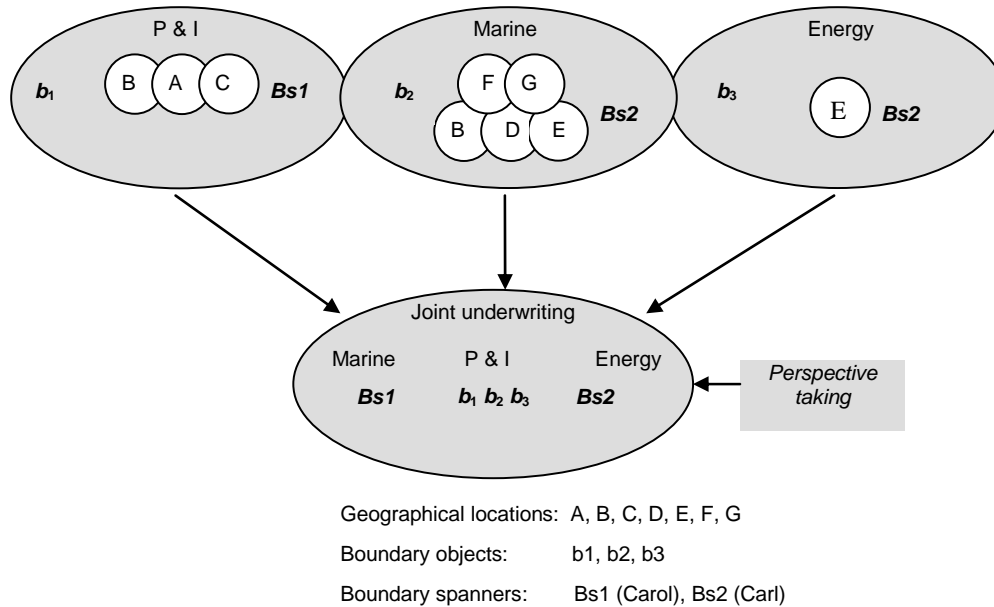 P & I Marine Energy
B A C F G
b1 Bs1 b2 Bs2 b3 E Bs2
B D E
Joint underwriting
Marine P & I Energy
Bs1 b1 b2 b3 Bs2
Perspective
taking
Geographical locations: A, B, C, D, E, F, G
Boundary objects: b1, b2, b3
Boundary spanners: Bs1 (Carol), Bs2 (Carl)